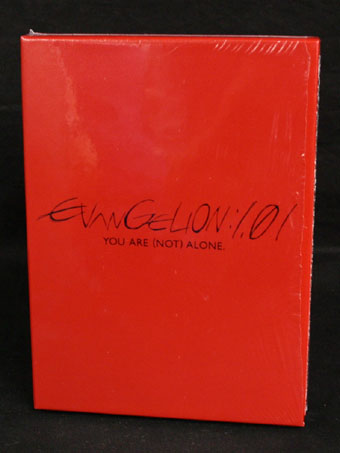 EVANGELION:1.01
YOU ARE (NOT) ALONE.